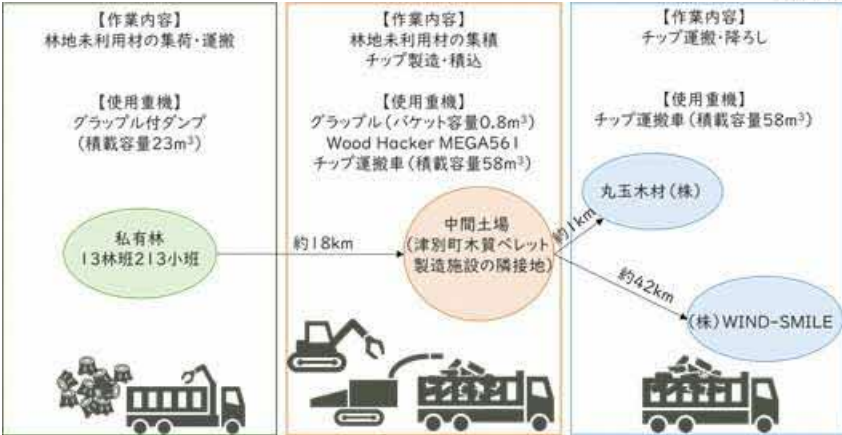 【作業内容】
林地未利用材の集荷・運搬
【使用重機】
グラップル付ダンプ
(積載容量23m³)
私有林
13林班213小班
約18km
【作業内容】
林地未利用材の集積
チップ製造・積込
【使用重機】
グラップル(バケット容量0.8m³)
Wood Hacker MEGA561
チップ運搬車(積載容量58m³)
中間土場
(津別町木質ペレット
製造施設の隣接地)
【作業内容】
チップ運搬・降ろし
【使用重機】
チップ運搬車(積載容量58m³)
約1km
丸玉木材(株)
約42km
(株)WIND-SMILE